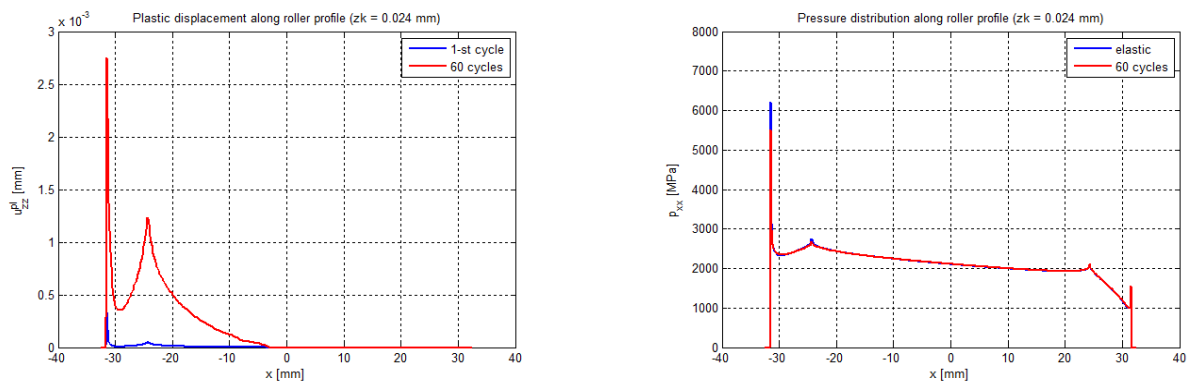 Plastic displacement along roller profile (zk = 0.024 mm)
x 10⁻³
3
2.5
2
1.5
1
0.5
0
-40 -30 -20 -10 0 10 20 30 40
x [mm]
u_zz^pl [mm]
1-st cycle
60 cycles
Pressure distribution along roller profile (zk = 0.024 mm)
8000
7000
6000
5000
4000
3000
2000
1000
0
-40 -30 -20 -10 0 10 20 30 40
x [mm]
p_xx [MPa]
elastic
60 cycles